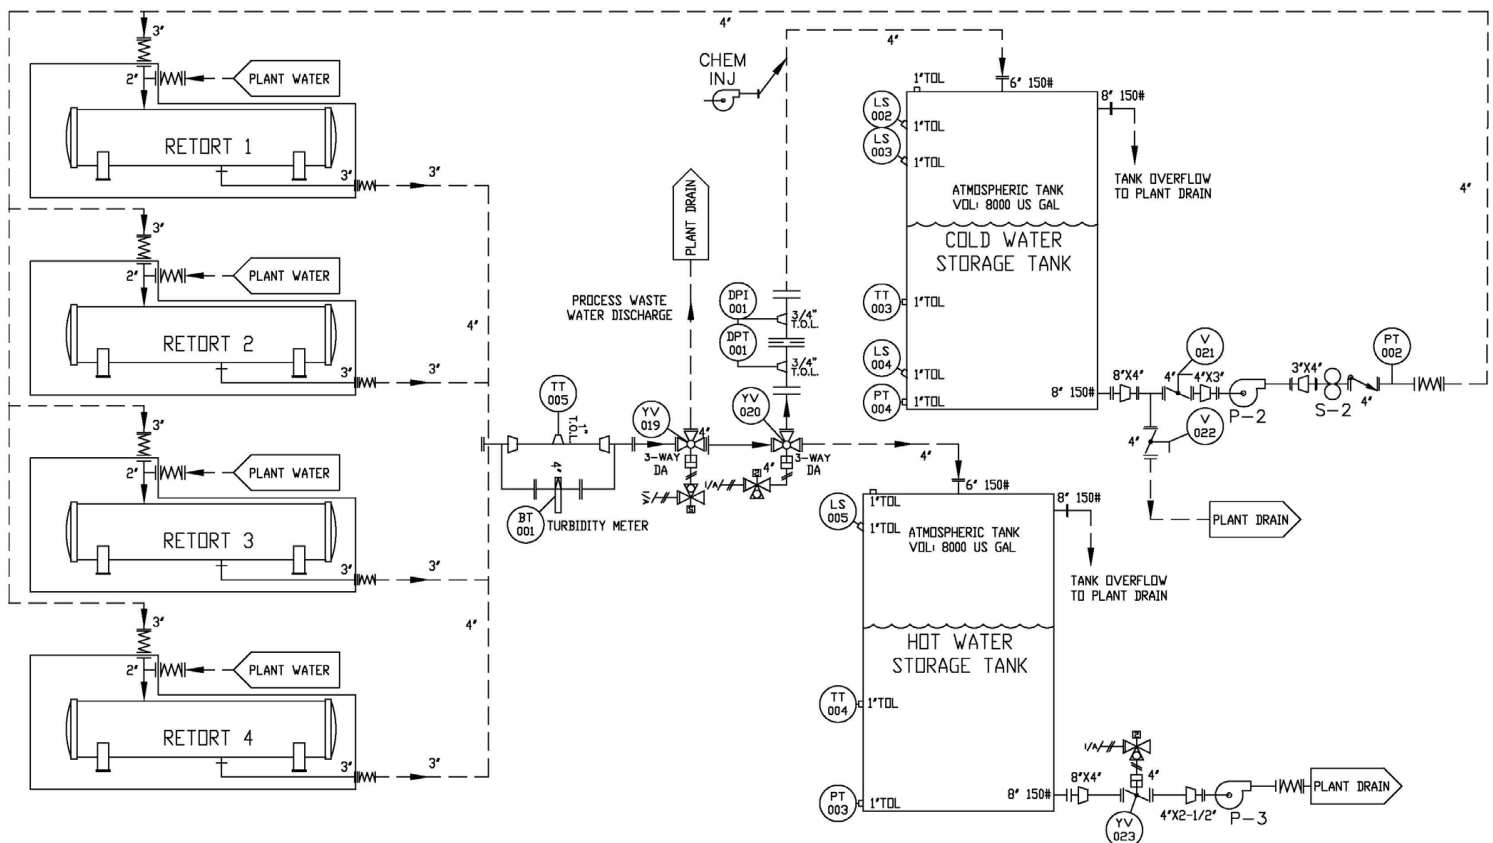 4"
3"
2"
PLANT WATER
RETORT 1
3"
3"
3"
2"
PLANT WATER
RETORT 2
3"
3"
3"
2"
PLANT WATER
RETORT 3
3"
3"
3"
2"
PLANT WATER
RETORT 4
3"
3"
4"
4"
PLANT DRAIN
PROCESS WASTE
WATER DISCHARGE
TT
005
1"
T.O.L.
4"
BT
001
TURBIDITY METER
YV
019
4"
3-WAY
DA
I/A
S
YV
020
3-WAY
DA
4"
I/A
S
DPI
001
3/4"
T.O.L.
DPT
001
3/4"
T.O.L.
CHEM
INJ
4"
6" 150#
1"TOL
LS
002
1"TOL
LS
003
1"TOL
ATMOSPHERIC TANK
VOL: 8000 US GAL
COLD WATER
STORAGE TANK
TT
003
1"TOL
LS
004
1"TOL
PT
004
1"TOL
8" 150#
TANK OVERFLOW
TO PLANT DRAIN
8" 150#
8"X4"
4"
V
021
4"X3"
P-2
3"X4"
S-2
4"
PT
002
4"
4"
V
022
PLANT DRAIN
4"
6" 150#
1"TOL
LS
005
1"TOL
ATMOSPHERIC TANK
VOL: 8000 US GAL
HOT WATER
STORAGE TANK
TT
004
1"TOL
PT
003
1"TOL
8" 150#
TANK OVERFLOW
TO PLANT DRAIN
8" 150#
8"X4"
I/A
S
4"
YV
023
4"X2-1/2"
P-3
PLANT DRAIN